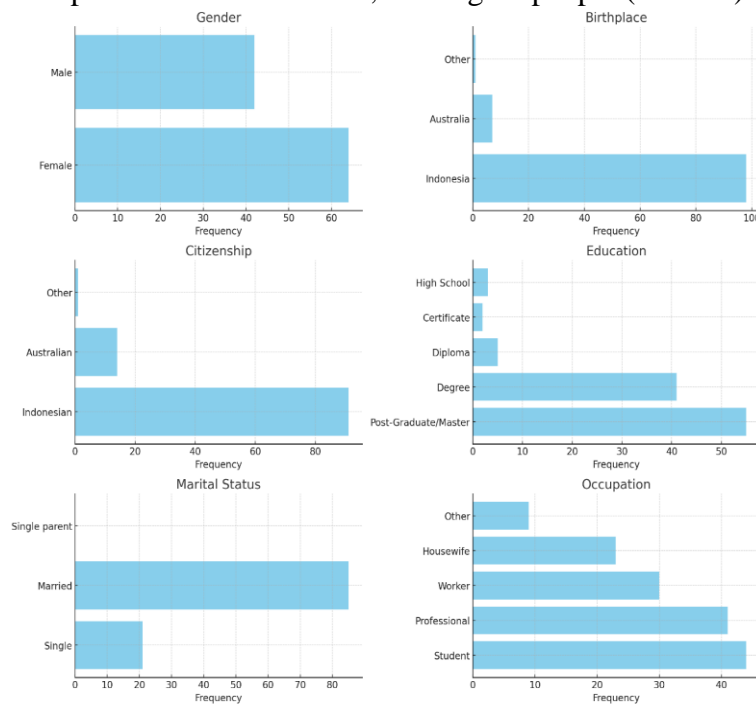 Gender
Male
Female
0 10 20 30 40 50 60
Frequency
Birthplace
Other
Australia
Indonesia
0 20 40 60 80
Frequency
Citizenship
Other
Australian
Indonesian
0 20 40 60 80
Frequency
Education
High School
Certificate
Diploma
Degree
Post-Graduate/Master
0 10 20 30 40 50
Frequency
Marital Status
Single parent
Married
Single
0 10 20 30 40 50 60 70 80
Frequency
Occupation
Other
Housewife
Worker
Professional
Student
0 10 20 30 40
Frequency